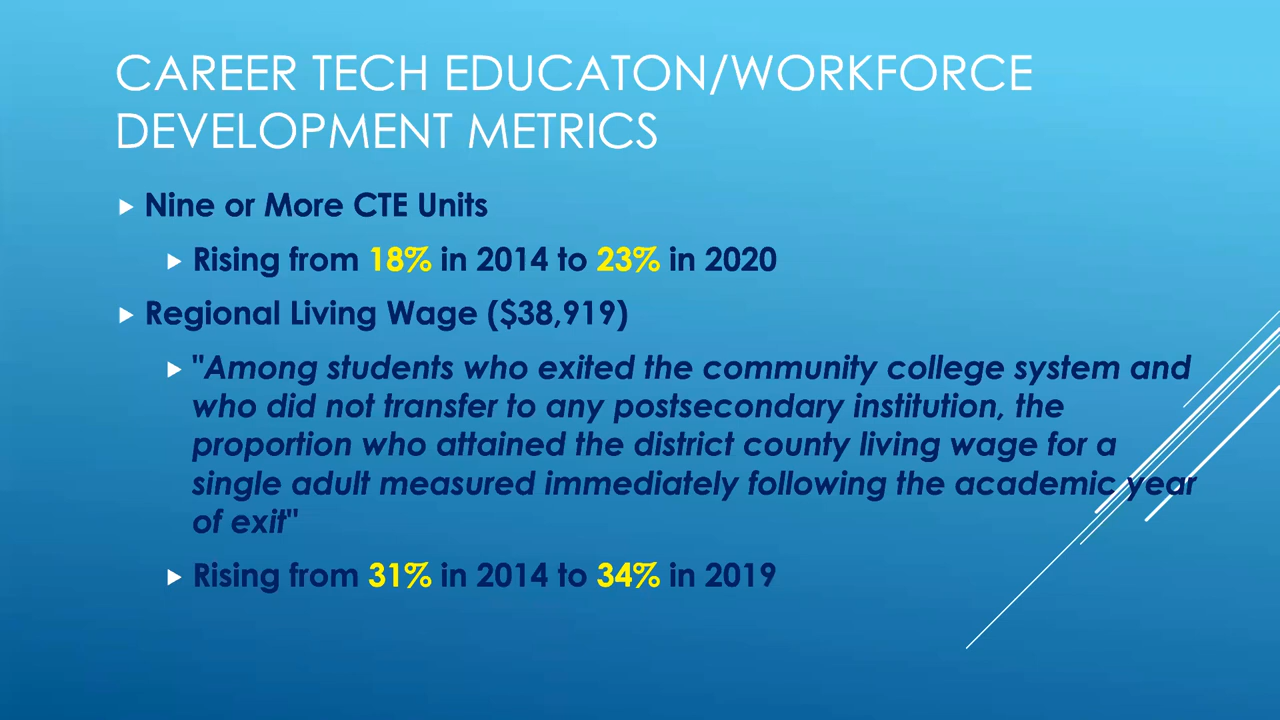 CAREER TECH EDUCATON/WORKFORCE
DEVELOPMENT METRICS
Nine or More CTE Units
Rising from 18% in 2014 to 23% in 2020
Regional Living Wage ($38,919)
"Among students who exited the community college system and
who did not transfer to any postsecondary institution, the
proportion who attained the district county living wage for a
single adult measured immediately following the academic year
of exit"
Rising from 31% in 2014 to 34% in 2019